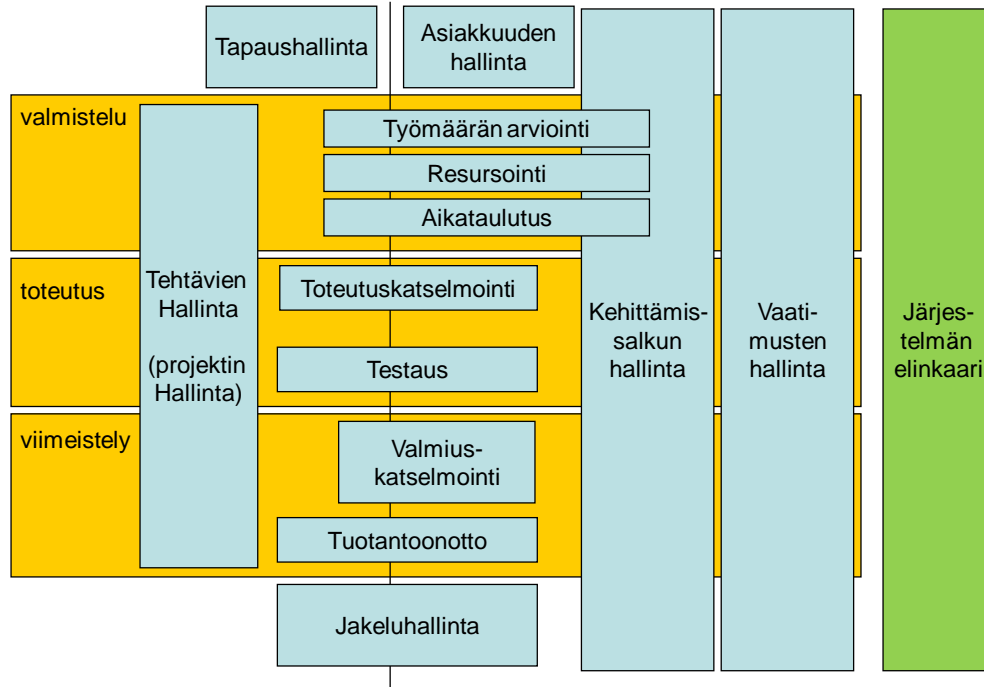 Tapaushallinta
Asiakkuuden
hallinta
valmistelu
Työmäärän arviointi
Resursointi
Aikataulutus
toteutus
Tehtävien
Hallinta
(projektin
Hallinta)
Toteutuskatselmointi
Testaus
Kehittämis-
salkun
hallinta
Vaati-
musten
hallinta
Järjes-
telmän
elinkaari
viimeistely
Valmius-
katselmointi
Tuotantoonotto
Jakeluhallinta